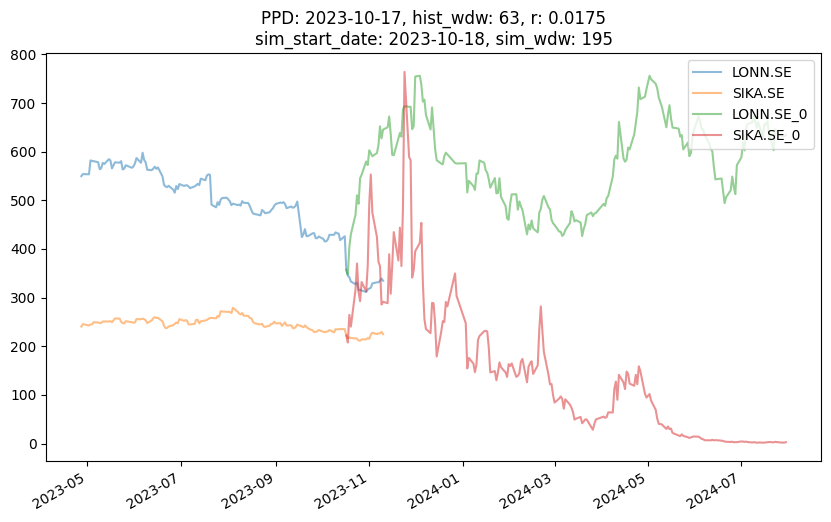 PPD: 2023-10-17, hist_wdw: 63, r: 0.0175
sim_start_date: 2023-10-18, sim_wdw: 195
LONN.SE
SIKA.SE
LONN.SE_0
SIKA.SE_0
800
700
600
500
400
300
200
100
0
2023-05
2023-07
2023-09
2023-11
2024-01
2024-03
2024-05
2024-07